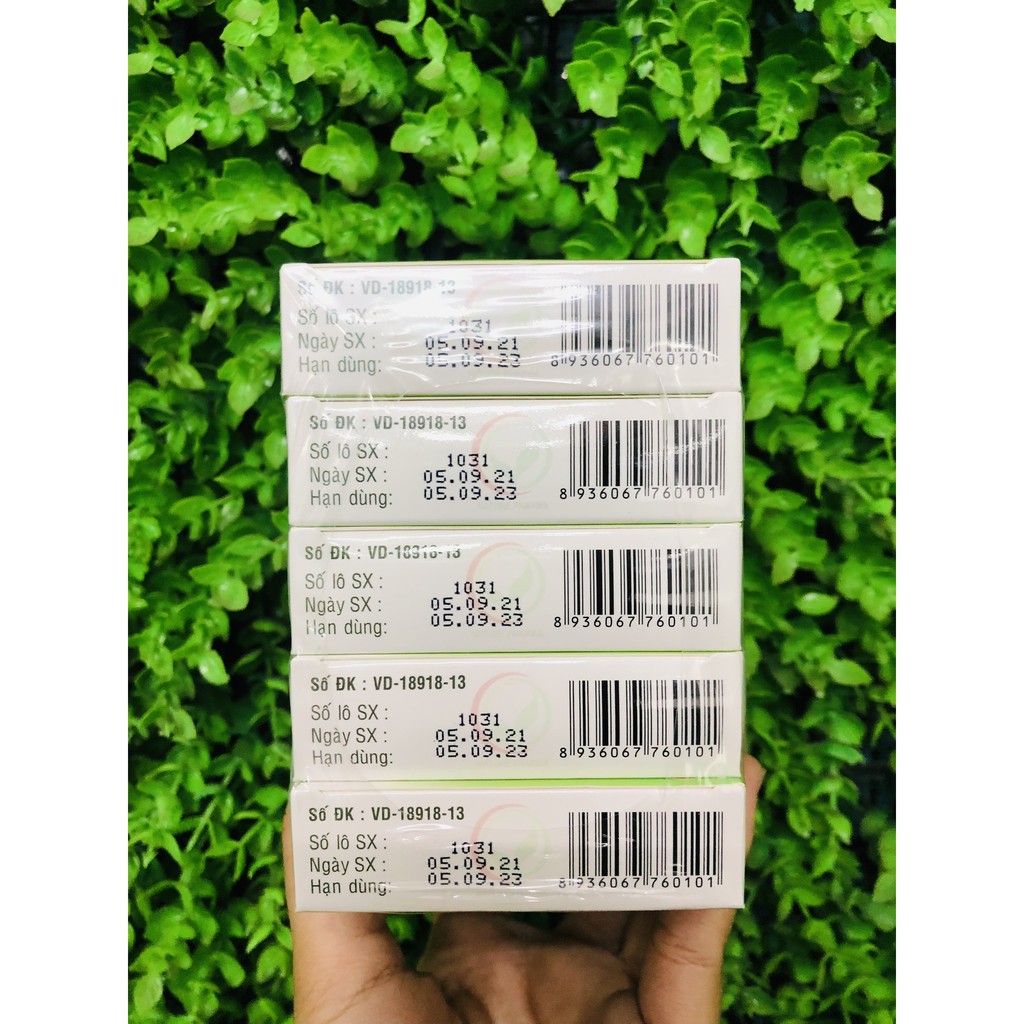 Số ĐK : VD-18918-13
Số lô SX : 1031
Ngày SX : 05.09.21
Hạn dùng: 05.09.23
8 936067 760101
Số ĐK : VD-18918-13
Số lô SX : 1031
Ngày SX : 05.09.21
Hạn dùng: 05.09.23
8 936067 760101
Số ĐK : VD-18918-13
Số lô SX : 1031
Ngày SX : 05.09.21
Hạn dùng: 05.09.23
8 936067 760101
Số ĐK : VD-18918-13
Số lô SX : 1031
Ngày SX : 05.09.21
Hạn dùng: 05.09.23
8 936067 760101
Số ĐK : VD-18918-13
Số lô SX : 1031
Ngày SX : 05.09.21
Hạn dùng: 05.09.23
8 936067 760101